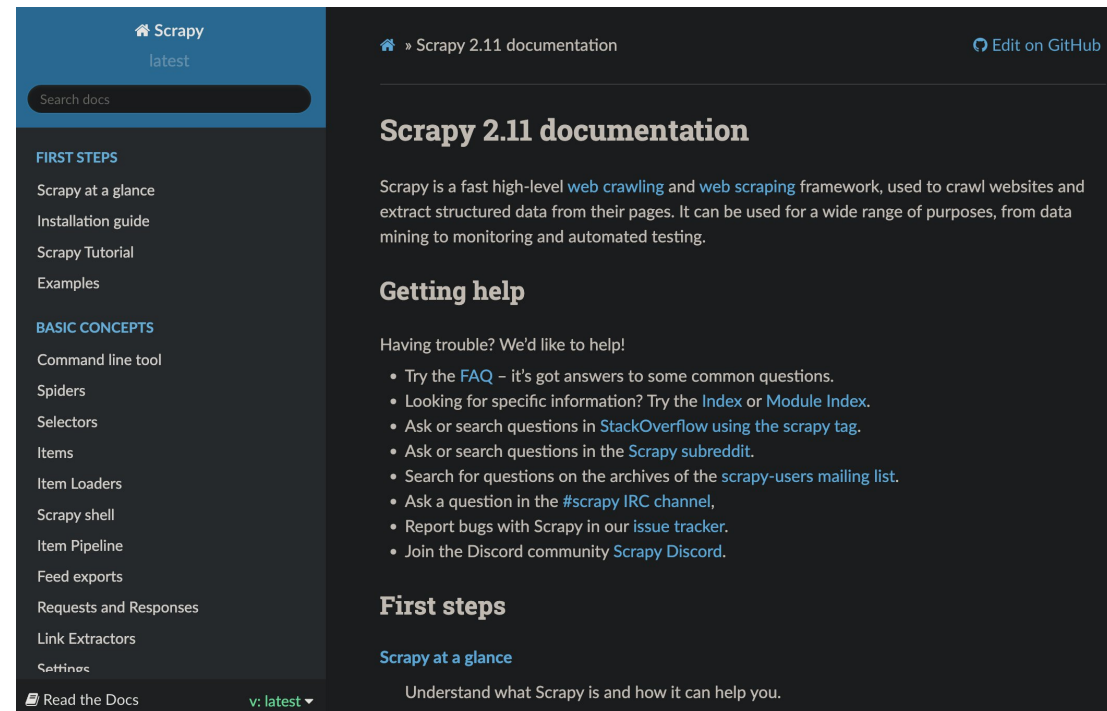 Scrapy
latest
Search docs
FIRST STEPS
Scrapy at a glance
Installation guide
Scrapy Tutorial
Examples
BASIC CONCEPTS
Command line tool
Spiders
Selectors
Items
Item Loaders
Scrapy shell
Item Pipeline
Feed exports
Requests and Responses
Link Extractors
Settings
Read the Docs v: latest
» Scrapy 2.11 documentation Edit on GitHub
Scrapy 2.11 documentation
Scrapy is a fast high-level web crawling and web scraping framework, used to crawl websites and
extract structured data from their pages. It can be used for a wide range of purposes, from data
mining to monitoring and automated testing.
Getting help
Having trouble? We’d like to help!
• Try the FAQ – it’s got answers to some common questions.
• Looking for specific information? Try the Index or Module Index.
• Ask or search questions in StackOverflow using the scrapy tag.
• Ask or search questions in the Scrapy subreddit.
• Search for questions on the archives of the scrapy-users mailing list.
• Ask a question in the #scrapy IRC channel,
• Report bugs with Scrapy in our issue tracker.
• Join the Discord community Scrapy Discord.
First steps
Scrapy at a glance
Understand what Scrapy is and how it can help you.